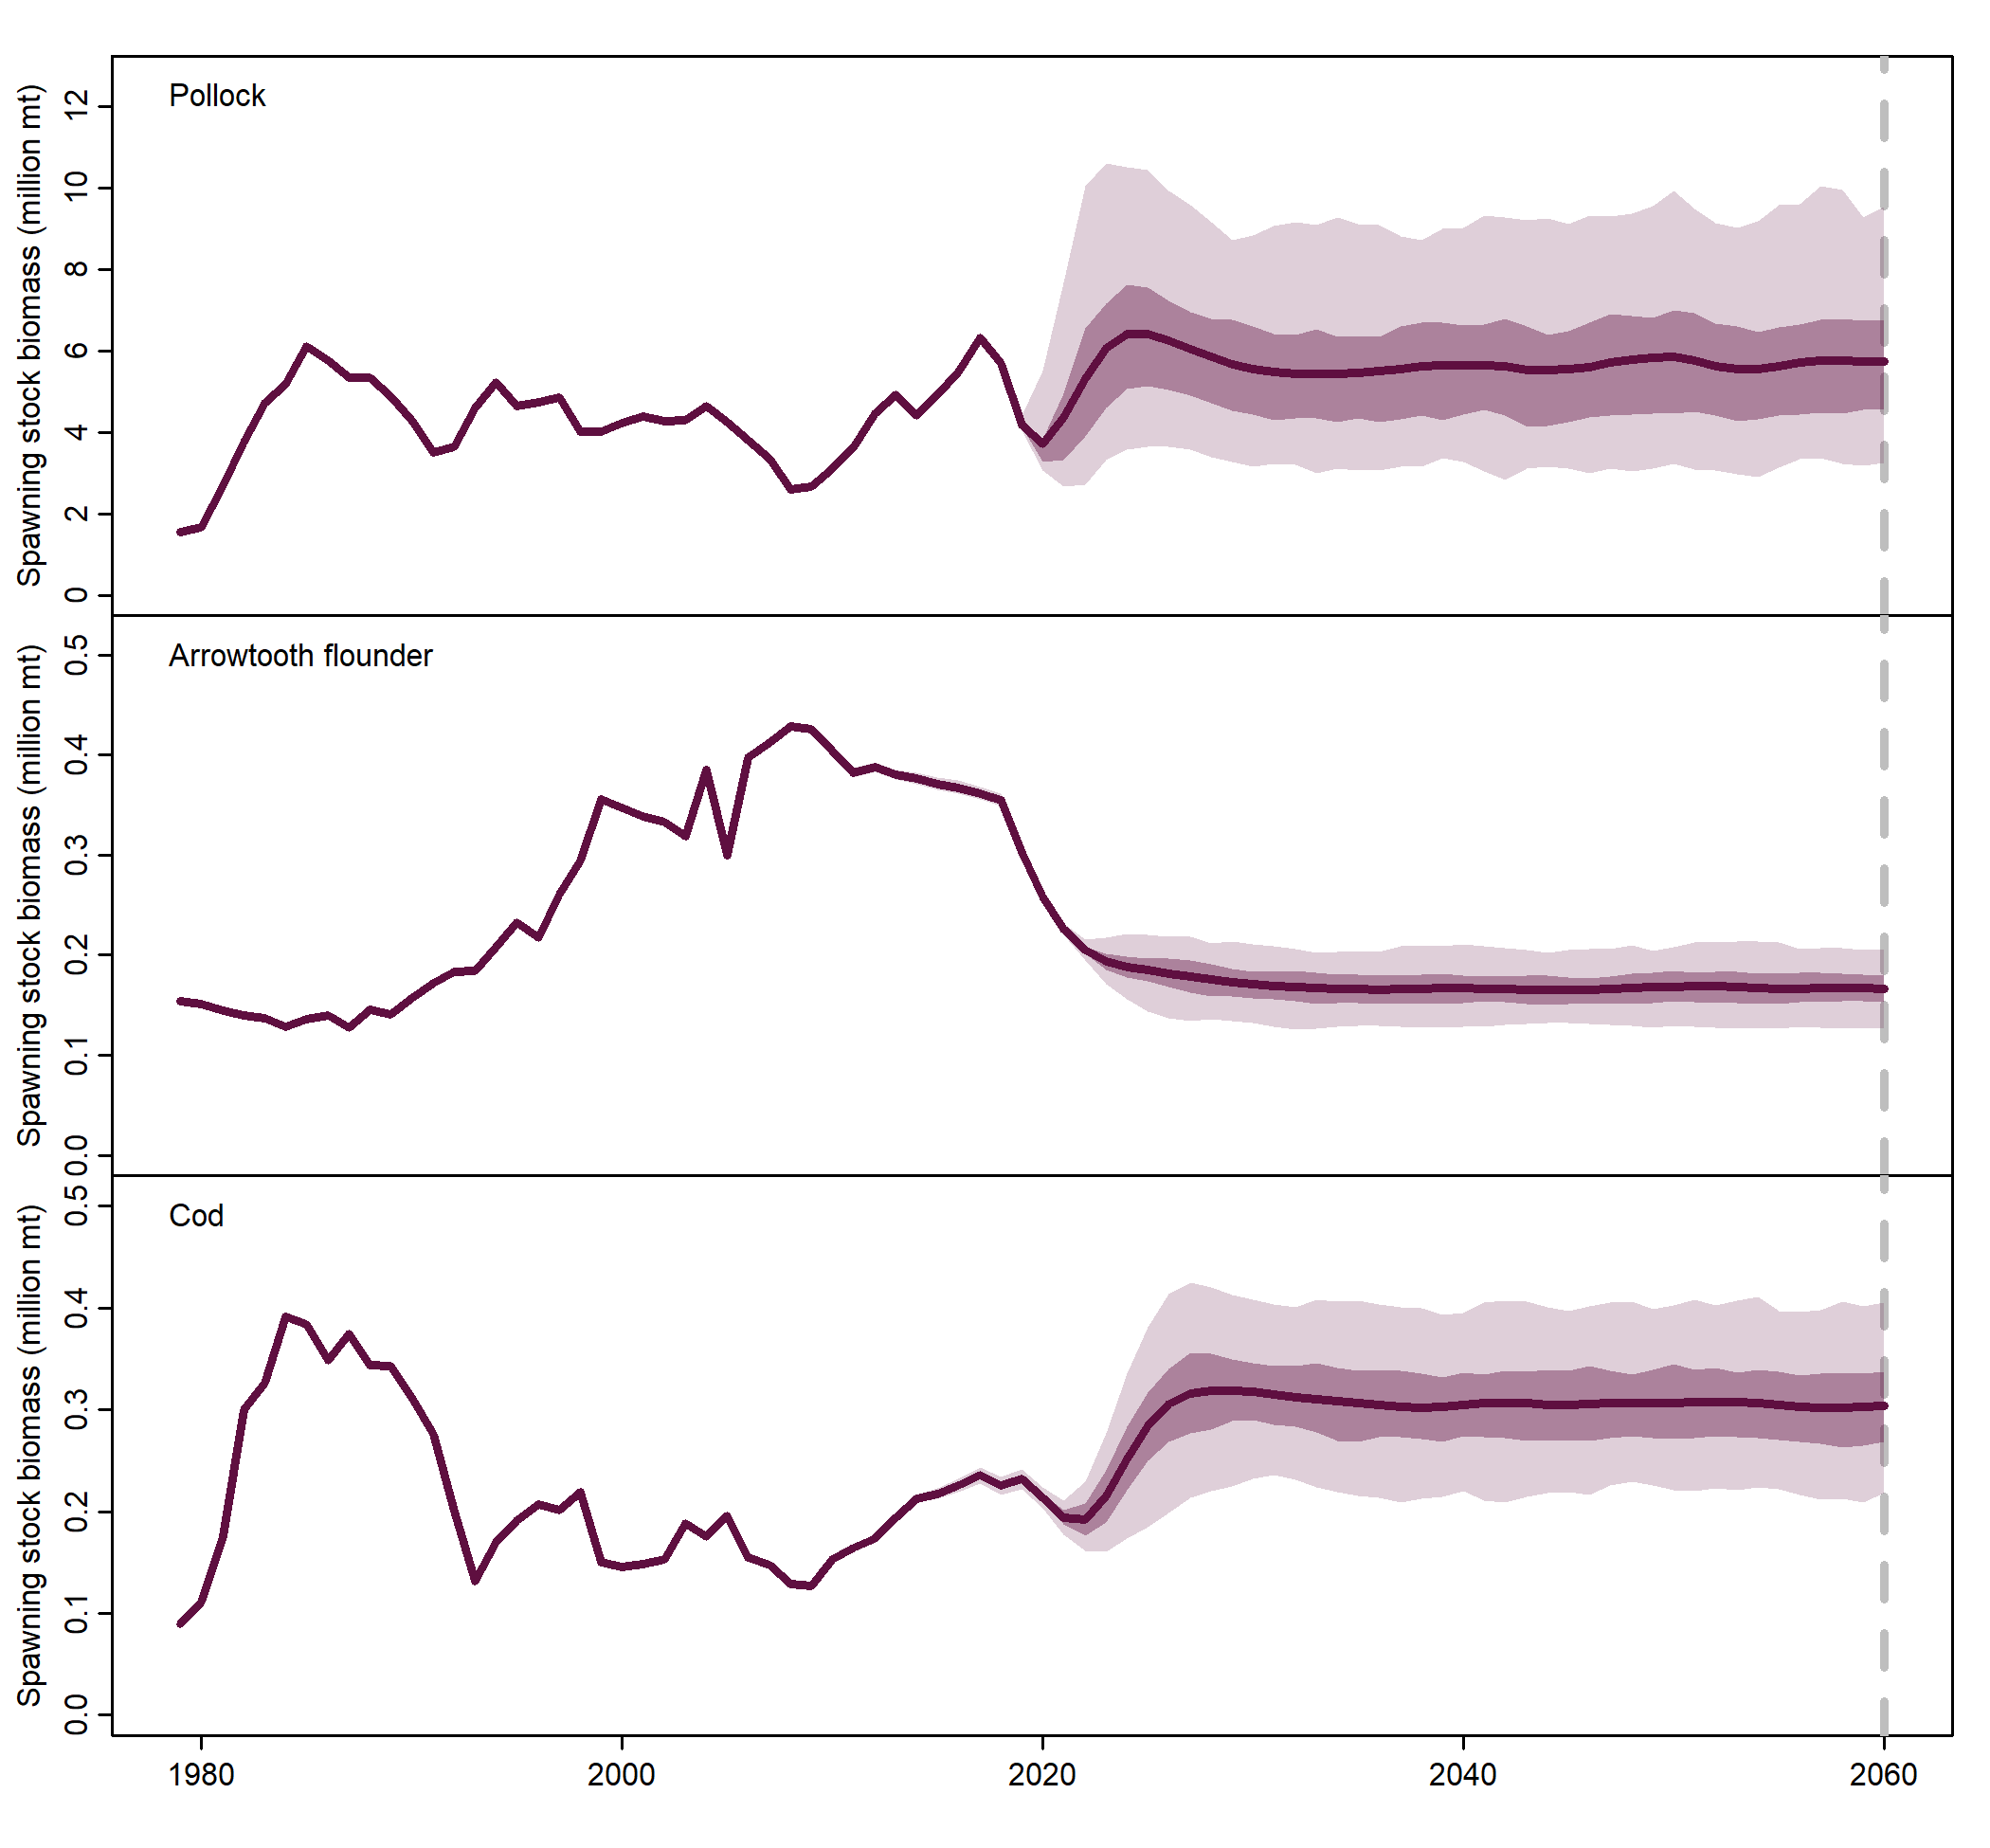 Pollock
Spawning stock biomass (million mt)
12
10
8
6
4
2
0
Arrowtooth flounder
Spawning stock biomass (million mt)
0.5
0.4
0.3
0.2
0.1
0.0
Cod
Spawning stock biomass (million mt)
0.5
0.4
0.3
0.2
0.1
0.0
1980 2000 2020 2040 2060